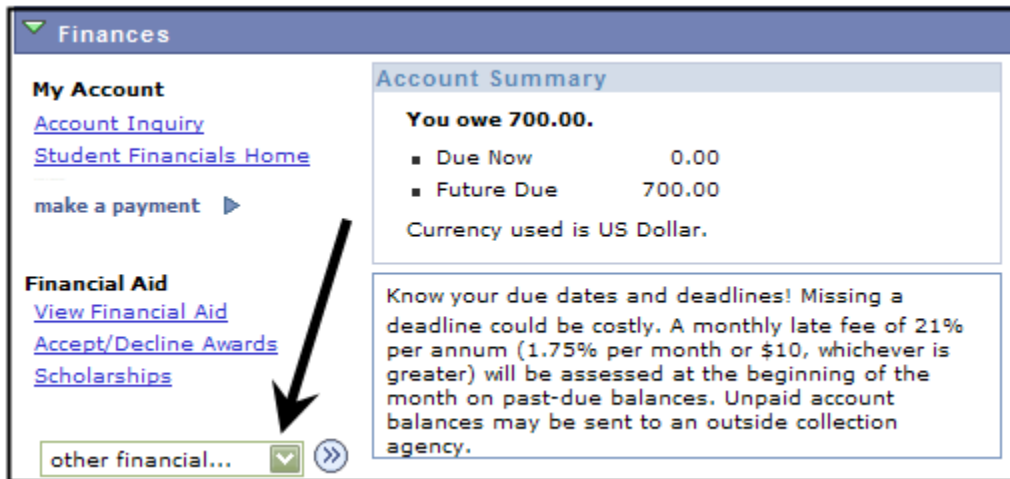 Finances
My Account
Account Inquiry
Student Financials Home
make a payment
Financial Aid
View Financial Aid
Accept/Decline Awards
Scholarships
other financial...
Account Summary
You owe 700.00.
Due Now 0.00
Future Due 700.00
Currency used is US Dollar.
Know your due dates and deadlines! Missing a
deadline could be costly. A monthly late fee of 21%
per annum (1.75% per month or $10, whichever is
greater) will be assessed at the beginning of the
month on past-due balances. Unpaid account
balances may be sent to an outside collection
agency.